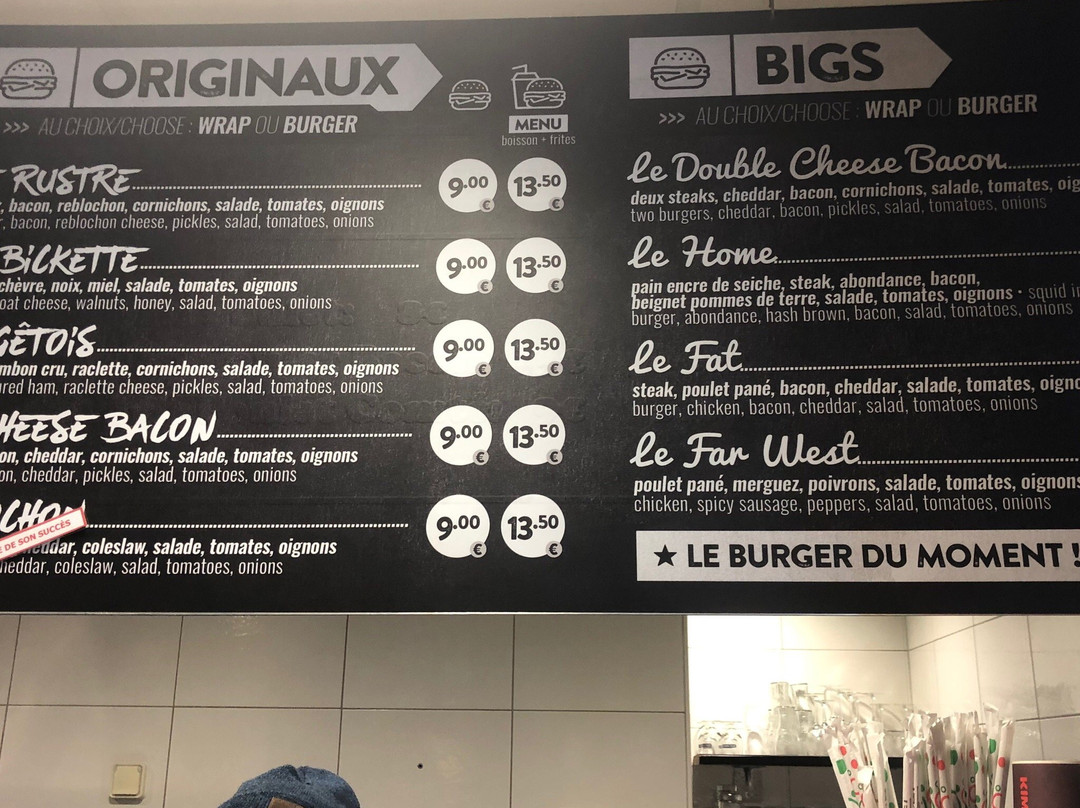 ORIGINAUX
>>> AU CHOIX/CHOOSE : WRAP OU BURGER
MENU
boisson + frites
RUSTRE 9.00 € 13.50 €
bacon, reblochon, cornichons, salade, tomates, oignons
bacon, reblochon cheese, pickles, salad, tomatoes, onions
BICKETTE 9.00 € 13.50 €
chèvre, noix, miel, salade, tomates, oignons
oat cheese, walnuts, honey, salad, tomatoes, onions
GÊTOIS 9.00 € 13.50 €
mbon cru, raclette, cornichons, salade, tomates, oignons
ured ham, raclette cheese, pickles, salad, tomatoes, onions
HEESE BACON 9.00 € 13.50 €
on, cheddar, cornichons, salade, tomates, oignons
on, cheddar, pickles, salad, tomatoes, onions
CHON 9.00 € 13.50 €
DE SON SUCCÈS
cheddar, coleslaw, salade, tomates, oignons
heddar, coleslaw, salad, tomatoes, onions
BIGS
>>> AU CHOIX/CHOOSE : WRAP OU BURGER
le Double Cheese Bacon
deux steaks, cheddar, bacon, cornichons, salade, tomates, oig
two burgers, cheddar, bacon, pickles, salad, tomatoes, onions
le Home
pain encre de seiche, steak, abondance, bacon,
beignet pommes de terre, salade, tomates, oignons • squid in
burger, abondance, hash brown, bacon, salad, tomatoes, onions
le Fat
steak, poulet pané, bacon, cheddar, salade, tomates, oigno
burger, chicken, bacon, cheddar, salad, tomatoes, onions
le Far West
poulet pané, merguez, poivrons, salade, tomates, oignons
chicken, spicy sausage, peppers, salad, tomatoes, onions
★ LE BURGER DU MOMENT !
KIM